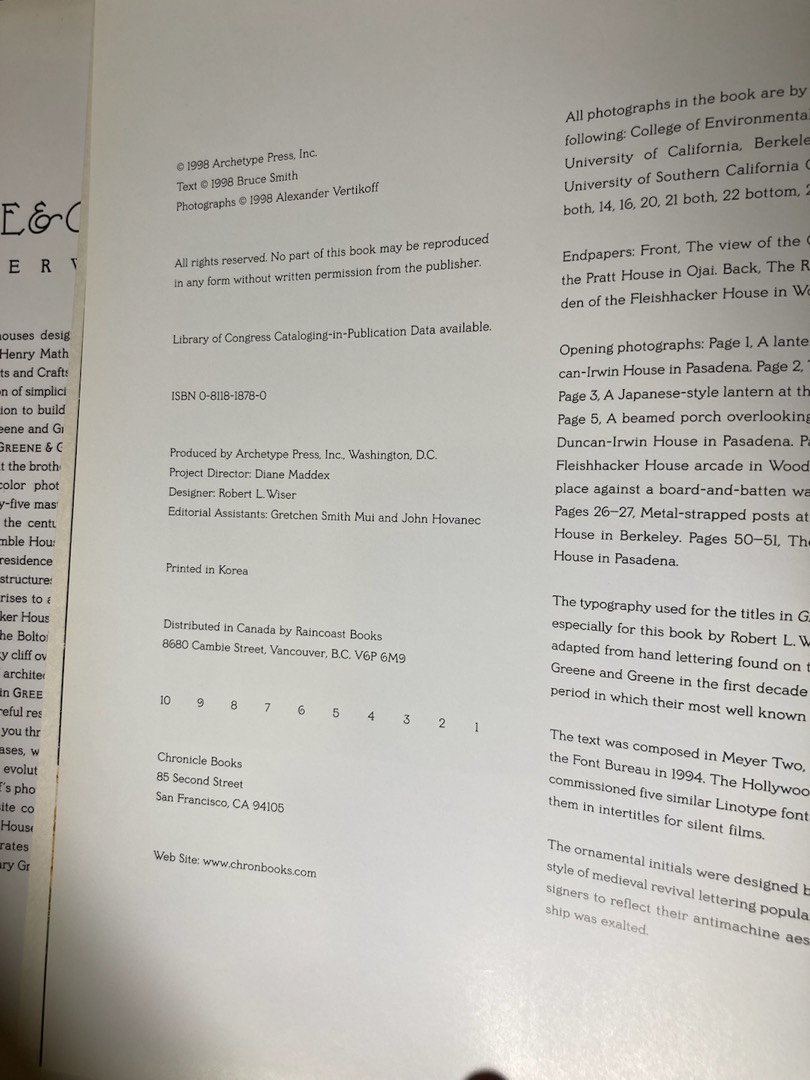 E&G
E R
ouses desig
Henry Math
ts and Crafts
n of simplici
ion to build
eene and Gr
GREENE & G
t the broth
color phot
y-five mas
the centu
mble Hou
residence
structures
rises to a
ker Hous
he Bolto
y cliff ov
archite
in GREE
reful res
you thr
ases, w
evolut
f's pho
site co
House
rates
ry Gr
© 1998 Archetype Press, Inc.
Text © 1998 Bruce Smith
Photographs © 1998 Alexander Vertikoff
All rights reserved. No part of this book may be reproduced
in any form without written permission from the publisher.
Library of Congress Cataloging-in-Publication Data available.
ISBN 0-8118-1878-0
Produced by Archetype Press, Inc., Washington, D.C.
Project Director: Diane Maddex
Designer: Robert L. Wiser
Editorial Assistants: Gretchen Smith Mui and John Hovanec
Printed in Korea
Distributed in Canada by Raincoast Books
8680 Cambie Street, Vancouver, B.C. V6P 6M9
10 9 8 7 6 5 4 3 2 1
Chronicle Books
85 Second Street
San Francisco, CA 94105
Web Site: www.chronbooks.com
All photographs in the book are by
following: College of Environmenta
University of California, Berkele
University of Southern California
both, 14, 16, 20, 21 both, 22 bottom,
Endpapers: Front, The view of the
the Pratt House in Ojai. Back, The R
den of the Fleishhacker House in Wo
Opening photographs: Page 1, A lante
can-Irwin House in Pasadena. Page 2,
Page 3, A Japanese-style lantern at th
Page 5, A beamed porch overlooking
Duncan-Irwin House in Pasadena. Pa
Fleishhacker House arcade in Wood
place against a board-and-batten wa
Pages 26–27, Metal-strapped posts at
House in Berkeley. Pages 50–51, The
House in Pasadena.
The typography used for the titles in G
especially for this book by Robert L. W
adapted from hand lettering found on t
Greene and Greene in the first decade
period in which their most well known
The text was composed in Meyer Two,
the Font Bureau in 1994. The Hollywoo
commissioned five similar Linotype font
them in intertitles for silent films.
The ornamental initials were designed b
style of medieval revival lettering popula
signers to reflect their antimachine aes
ship was exalted.